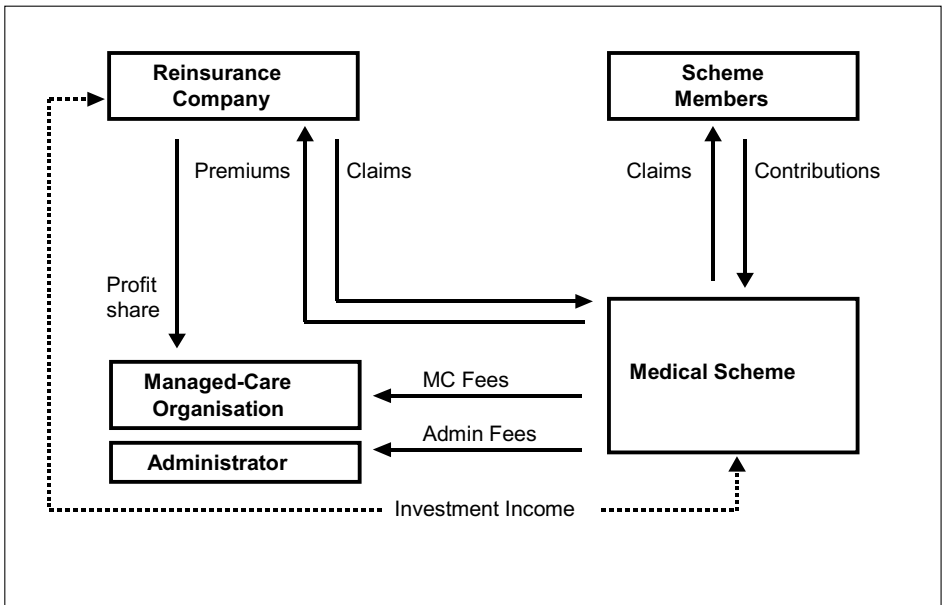 Reinsurance
Company
Scheme
Members
Premiums
Claims
Claims
Contributions
Profit
share
Medical Scheme
Managed-Care
Organisation
MC Fees
Admin Fees
Administrator
Investment Income